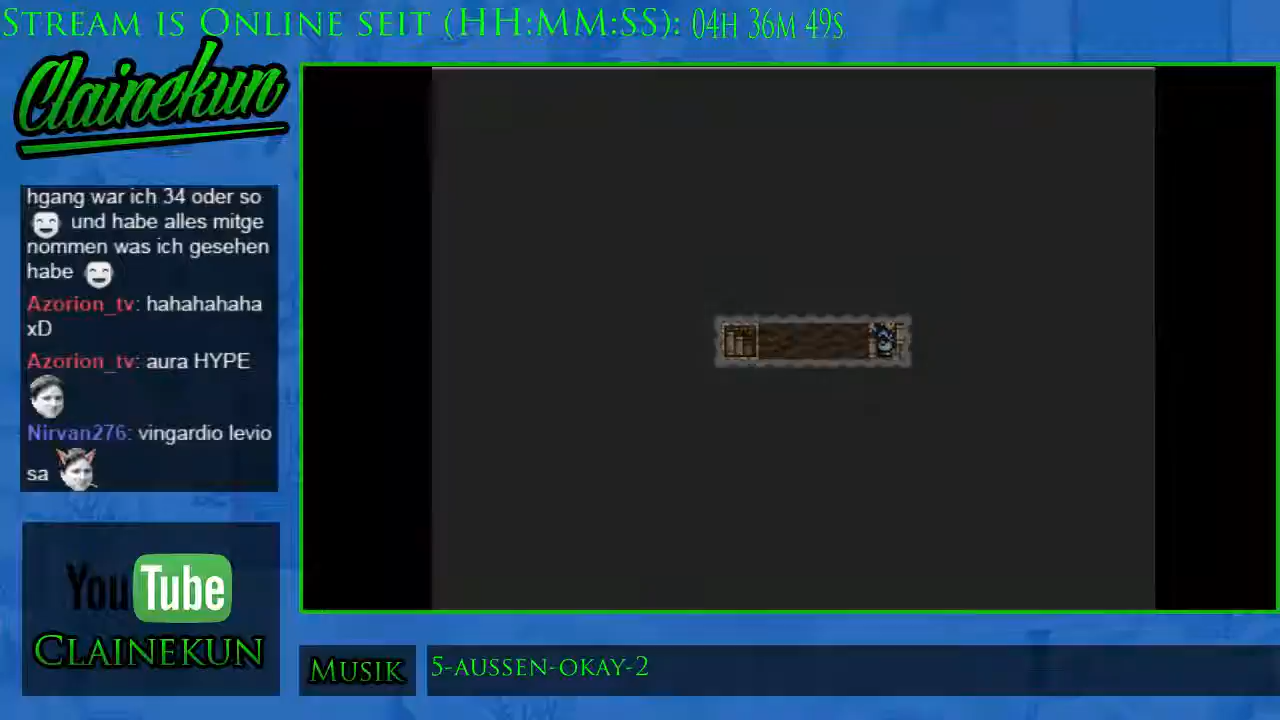 Stream is Online seit (HH:MM:SS): 04h 36m 49s
Clainekun
hgang war ich 34 oder so
und habe alles mitge
nommen was ich gesehen
habe
Azorion_tv: hahahahaha
xD
Azorion_tv: aura HYPE
Nirvan276: vingardio levio
sa
YouTube
Clainekun
Musik
5-aussen-okay-2